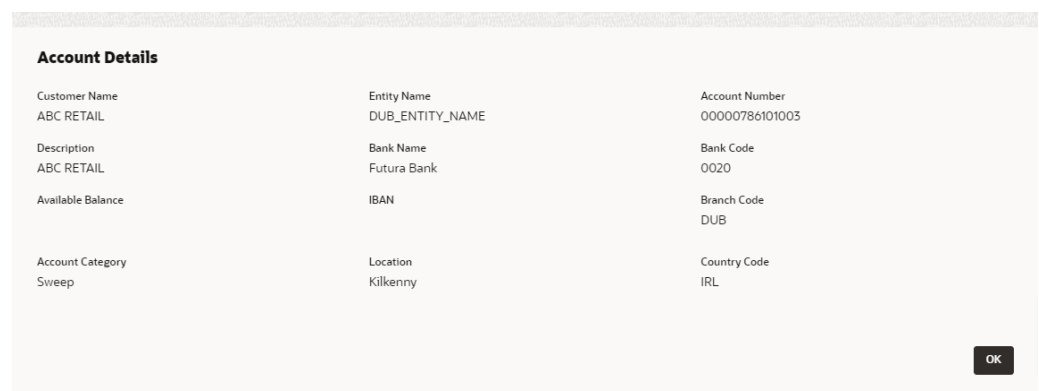 Account Details
Customer Name Entity Name Account Number
ABC RETAIL DUB_ENTITY_NAME 00000786101003
Description Bank Name Bank Code
ABC RETAIL Futura Bank 0020
Available Balance IBAN Branch Code
DUB
Account Category Location Country Code
Sweep Kilkenny IRL
OK